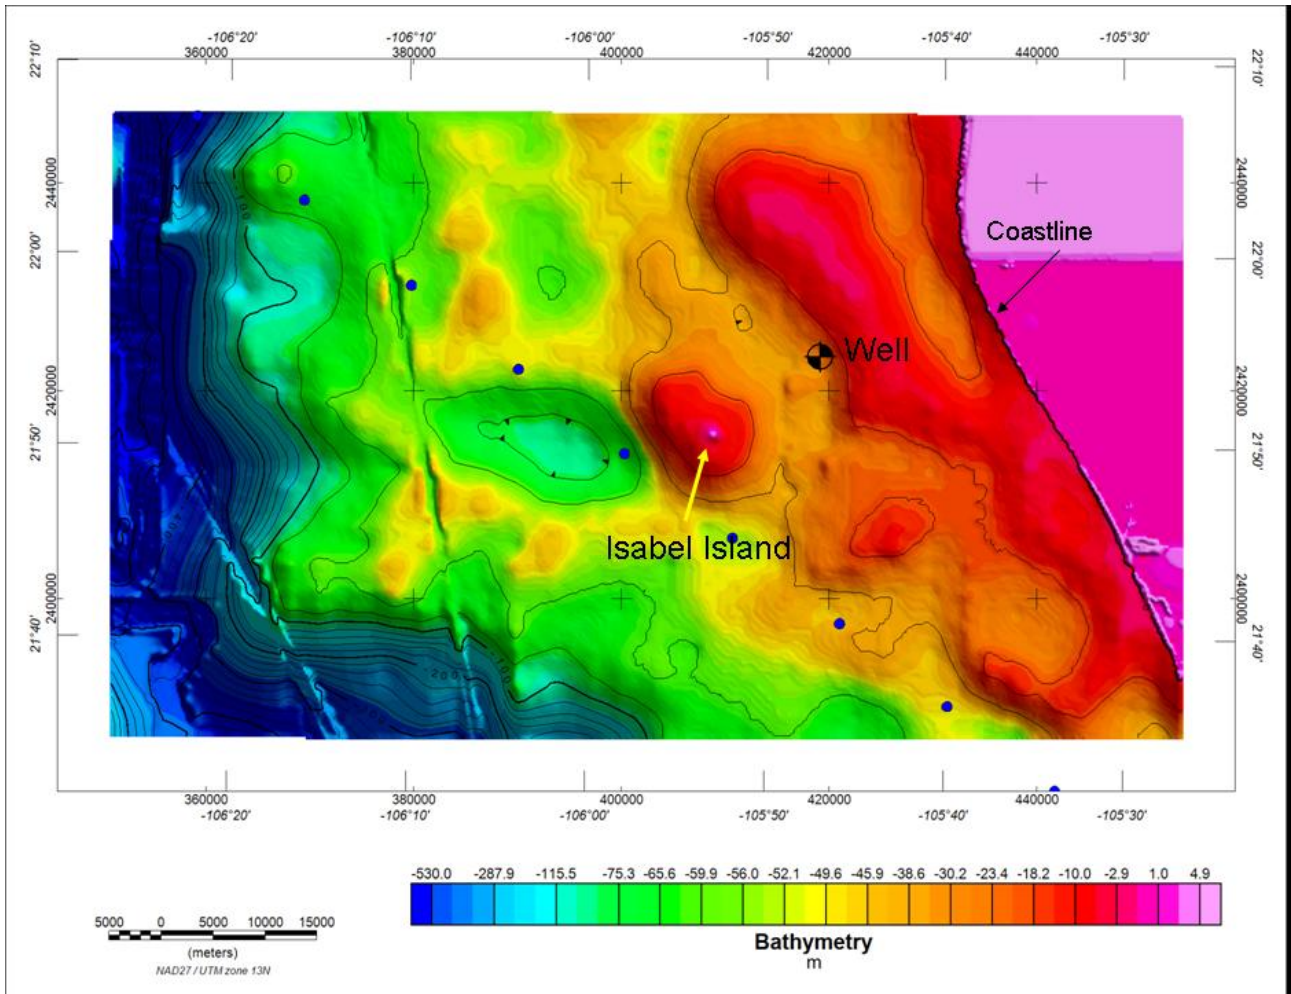 -106°20' -106°10' -106°00' -105°50' -105°40' -105°30'
360000 380000 400000 420000 440000
22°10' 22°10'
2440000 2440000
22°00' 22°00'
Coastline
Well
2420000 2420000
21°50' 21°50'
Isabel Island
2400000 2400000
21°40' 21°40'
200
360000 380000 400000 420000 440000
-106°20' -106°10' -106°00' -105°50' -105°40' -105°30'
-530.0 -287.9 -115.5 -75.3 -65.6 -59.9 -56.0 -52.1 -49.6 -45.9 -38.6 -30.2 -23.4 -18.2 -10.0 -2.9 1.0 4.9
5000 0 5000 10000 15000
(meters)
NAD27 / UTM zone 13N
Bathymetry
m